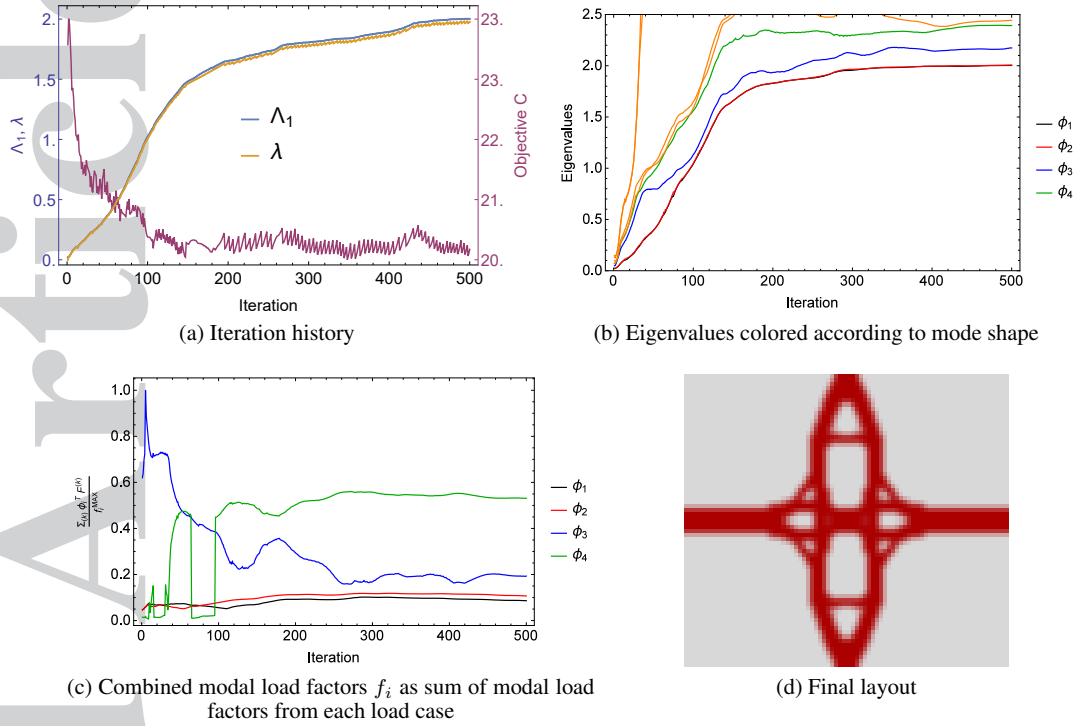 Λ₁, λ
2.
1.5
1.
0.5
0.
0
100
200
300
400
500
Iteration
Λ₁
λ
23.
22.
21.
20.
Objective C
(a) Iteration history
Eigenvalues
2.5
2.0
1.5
1.0
0.5
0.0
0
100
200
300
400
500
Iteration
ϕ₁
ϕ₂
ϕ₃
ϕ₄
(b) Eigenvalues colored according to mode shape
Σ(k) ϕᵢᵀ F⁽ᵏ⁾
fᵢᴹᴬˣ
1.0
0.8
0.6
0.4
0.2
0.0
0
100
200
300
400
500
Iteration
ϕ₁
ϕ₂
ϕ₃
ϕ₄
(c) Combined modal load factors fᵢ as sum of modal load
factors from each load case
(d) Final layout
Article